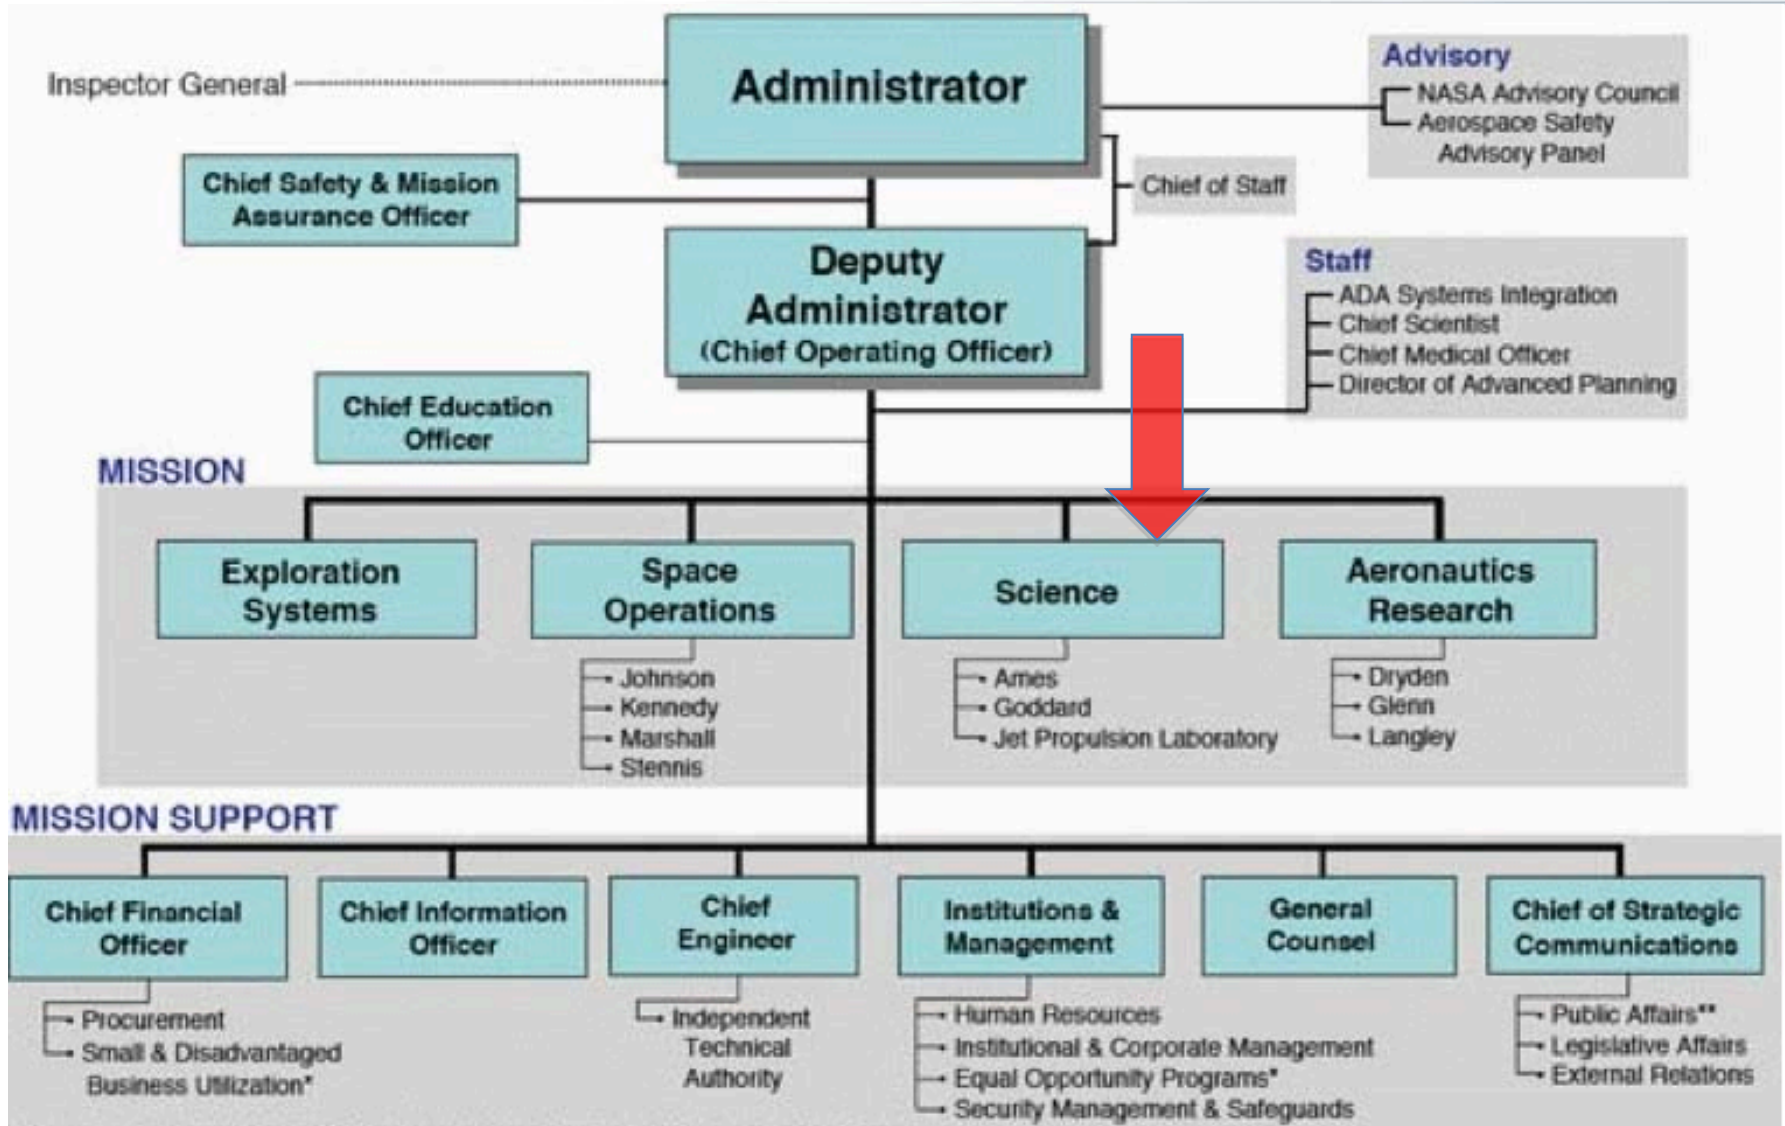 Administrator
Inspector General
Advisory
NASA Advisory Council
Aerospace Safety
Advisory Panel
Chief Safety & Mission
Assurance Officer
Chief of Staff
Deputy
Administrator
(Chief Operating Officer)
Staff
ADA Systems Integration
Chief Scientist
Chief Medical Officer
Director of Advanced Planning
Chief Education
Officer
MISSION
Exploration
Systems
Space
Operations
Johnson
Kennedy
Marshall
Stennis
Science
Ames
Goddard
Jet Propulsion Laboratory
Aeronautics
Research
Dryden
Glenn
Langley
MISSION SUPPORT
Chief Financial
Officer
Procurement
Small & Disadvantaged
Business Utilization*
Chief Information
Officer
Chief
Engineer
Independent
Technical
Authority
Institutions &
Management
Human Resources
Institutional & Corporate Management
Equal Opportunity Programs*
Security Management & Safeguards
General
Counsel
Chief of Strategic
Communications
Public Affairs**
Legislative Affairs
External Relations